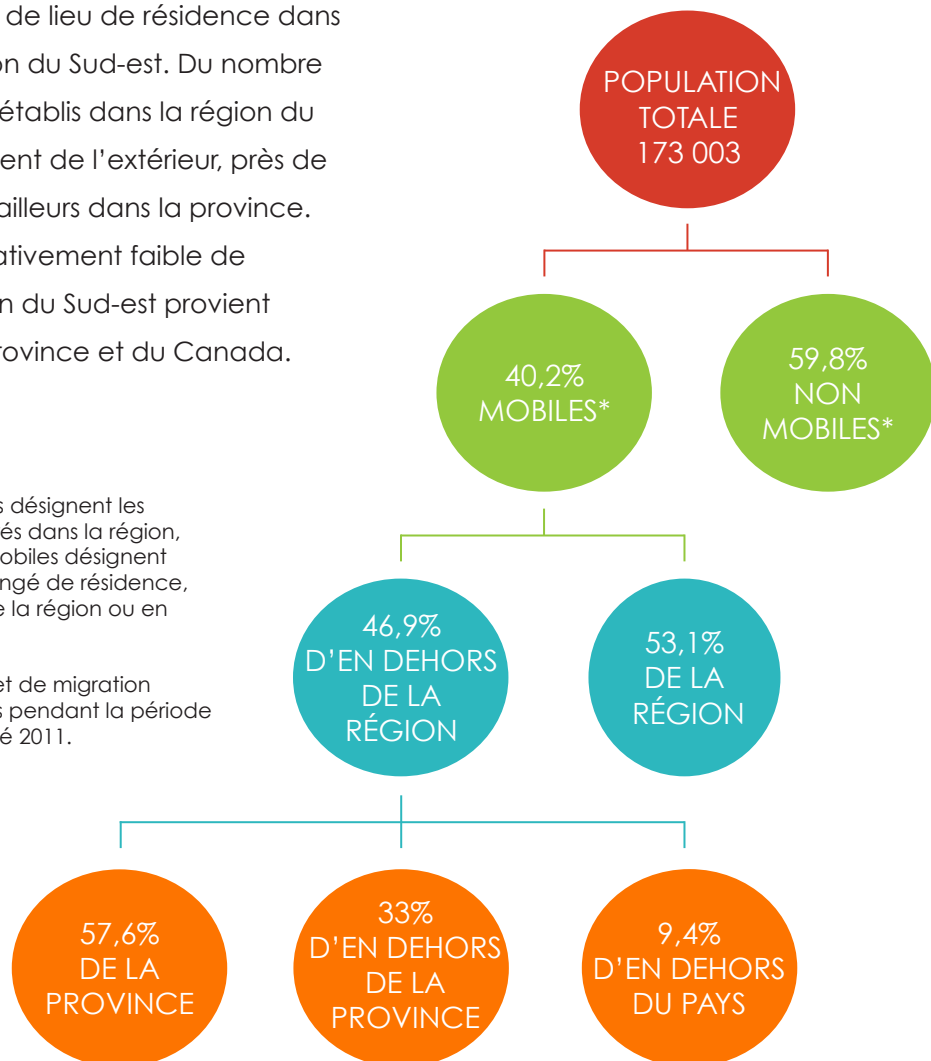 de lieu de résidence dans
on du Sud-est. Du nombre
établis dans la région du
ent de l'extérieur, près de
ailleurs dans la province.
ativement faible de
n du Sud-est provient
rovince et du Canada.
s désignent les
rés dans la région,
obiles désignent
ngé de résidence,
e la région ou en
et de migration
s pendant la période
é 2011.
POPULATION
TOTALE
173 003
40,2%
MOBILES*
59,8%
NON
MOBILES*
46,9%
D'EN DEHORS
DE LA
RÉGION
53,1%
DE LA
RÉGION
57,6%
DE LA
PROVINCE
33%
D'EN DEHORS
DE LA
PROVINCE
9,4%
D'EN DEHORS
DU PAYS